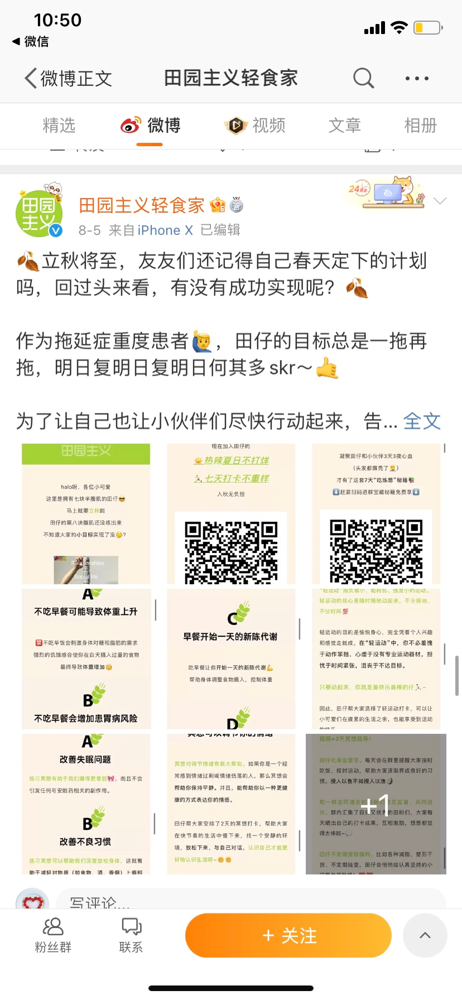 10:50
微信
微博正文
田园主义轻食家
精选
微博
视频
文章
相册
田园主义
24
田园主义轻食家
8-5 来自 iPhone X 已编辑
立秋将至，友友们还记得自己春天定下的计划
吗，回过头来看，有没有成功实现呢？
作为拖延症重度患者，田仔的目标总是一拖再
拖，明日复明日复明日何其多skr～
为了让自己也让小伙伴们尽快行动起来，告... 全文
田园主义
halo呀，各位小可爱
这里是拥有七块半腹肌的田仔
马上就要立秋啦
田仔的第八块腹肌还没练出来
不知道大家的小目标实现了没?
Relationships
Social life
现在加入田仔的
热辣夏日不打烊
七天打卡不重样
入秋无负担
凝聚田仔和小伙伴3天3夜心血
(头发都薅秃了)
才有了这套7天“吃练想”秘籍
赶紧扫码进群宝藏秘籍免费享
A
不吃早餐可能导致体重上升
不吃早饭会刺激身体对糖和脂肪的需求
强烈的饥饿感会使你在白天摄入过量的食物
最终导致体重增加
B
不吃早餐会增加患胃病风险
C
早餐开始一天的新陈代谢
吃早餐让你开始一天的新陈代谢
帮助身体调整食物摄入，控制体重
D
“轻运动”指负载小、能耗低、强度小的运动。
轻运动的核心是随时随地动起来，不分场地、
不分时间
轻运动的目的是愉悦身心，完全凭着个人兴趣
和感觉走就成。在“轻运动”中，你不必羞愧
于动作笨拙，心虚于没有专业运动器材，担
忧于时间紧张，沮丧于不达目标。
只要动起来，你就是最快乐最棒的仔~
因此，田仔帮大家选择了轻运动打卡，可以让
小可爱们在疲累的生活之余，也能享受到运动
的快乐
A
改善失眠问题
练习冥想有助于我们睡得更香甜，而且不会
引发任何与安眠药相关的副作用。
B
改善不良习惯
练习冥想可以帮助我们深度放松身体，这就有
助于减轻对物质（如食物、酒、香烟）上瘾相
冥想可以调节你的情绪
冥想对调节情绪有很大帮助。如果你是一个经
常感到情绪过剩或情绪低落的人，那么冥想会
帮助你保持平静。并且，能帮助你以一种更健
康的方式表达你的情感。
田仔帮大家安排了2天的冥想打卡，帮助大家
在快节奏的生活中慢下来，找一个安静的环
境，放松下来，与自己对话，认识自己才能更
好地认识生活呀~
视频+2天冥想指导!
田仔化身监督官。每天会在群里提醒大家按时
吃饭、按时运动，帮助大家逐渐养成良好的习
惯。授人以鱼不如授人以渔
和一群志同道合的田粉们相互监督、共同进
步。群内汇集了自律又优秀的田粉们，大家每
天晒出自己的打卡成果，互相激励，想想都觉
得太棒啦~
田仔不定期宠粉福利。比如各种减脂、塑形干
货、不定期抽查，田仔会悄悄给认真坚持的小
+1
写评论...
粉丝群
联系
+ 关注